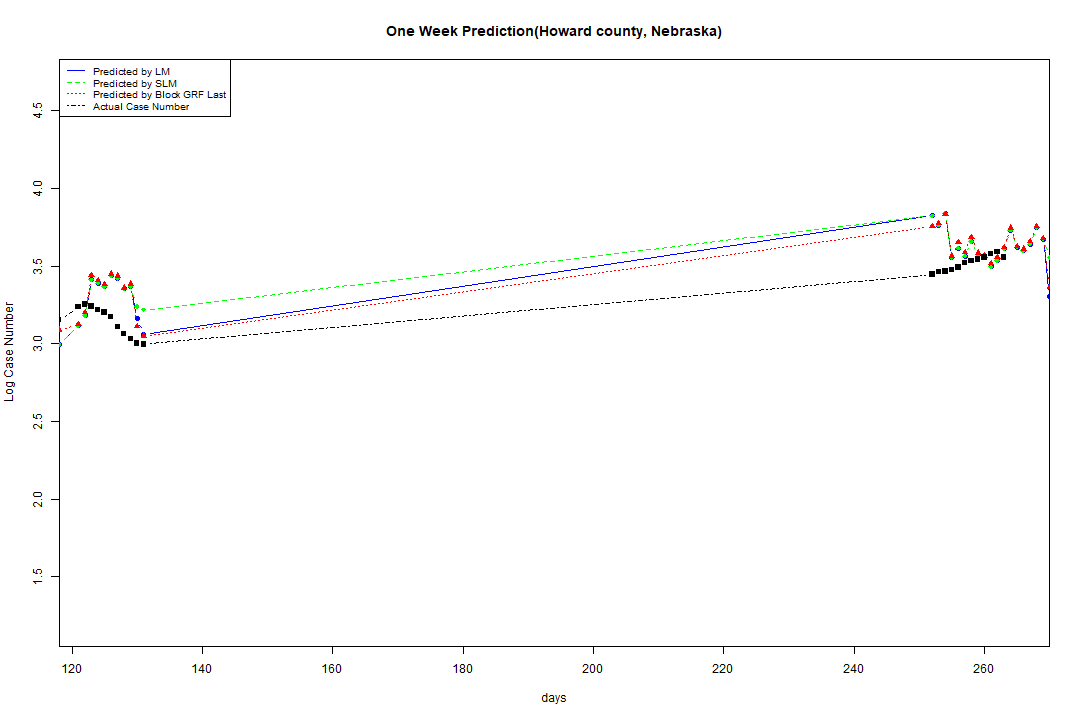 One Week Prediction(Howard county, Nebraska)
Predicted by LM
Predicted by SLM
Predicted by Block GRF Last
Actual Case Number
Log Case Number
4.5
4.0
3.5
3.0
2.5
2.0
1.5
120 140 160 180 200 220 240 260
days